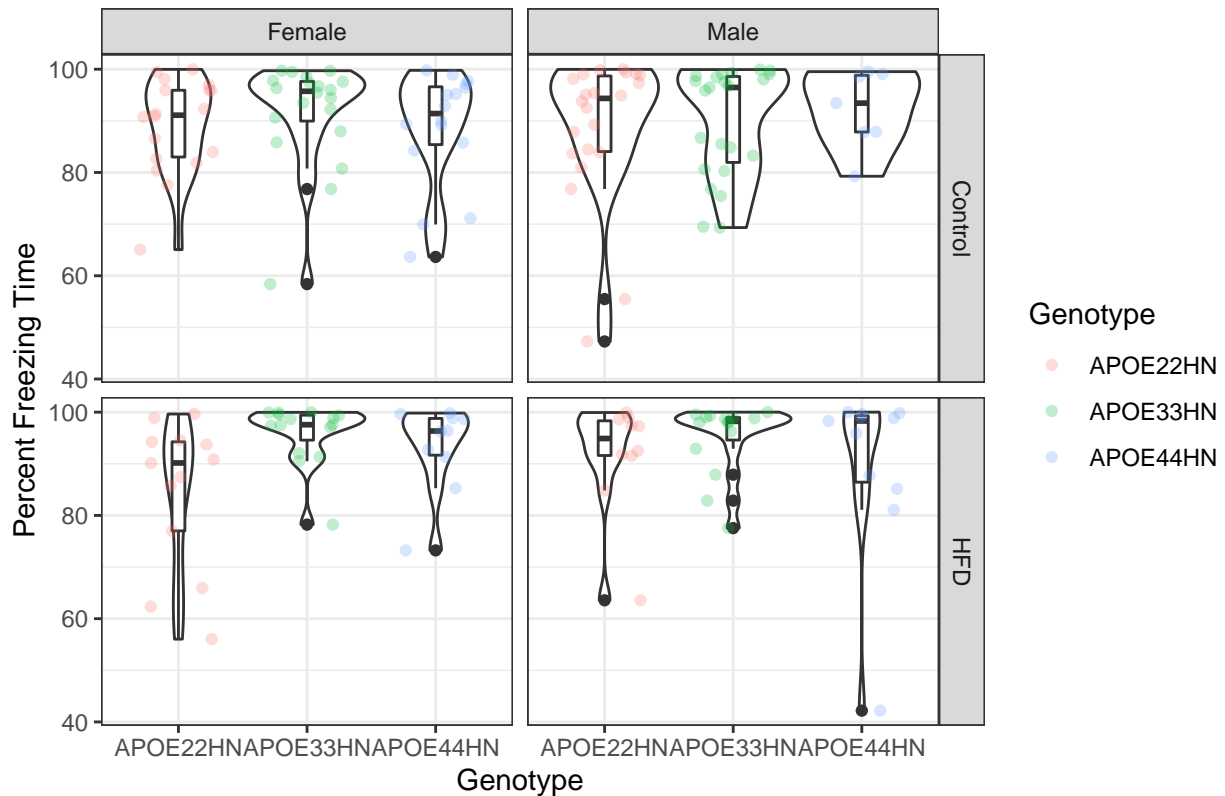 Female
Male
Percent Freezing Time
100
80
60
40
Control
100
80
60
40
HFD
APOE22HN APOE33HN APOE44HN
APOE22HN APOE33HN APOE44HN
Genotype
Genotype
APOE22HN
APOE33HN
APOE44HN